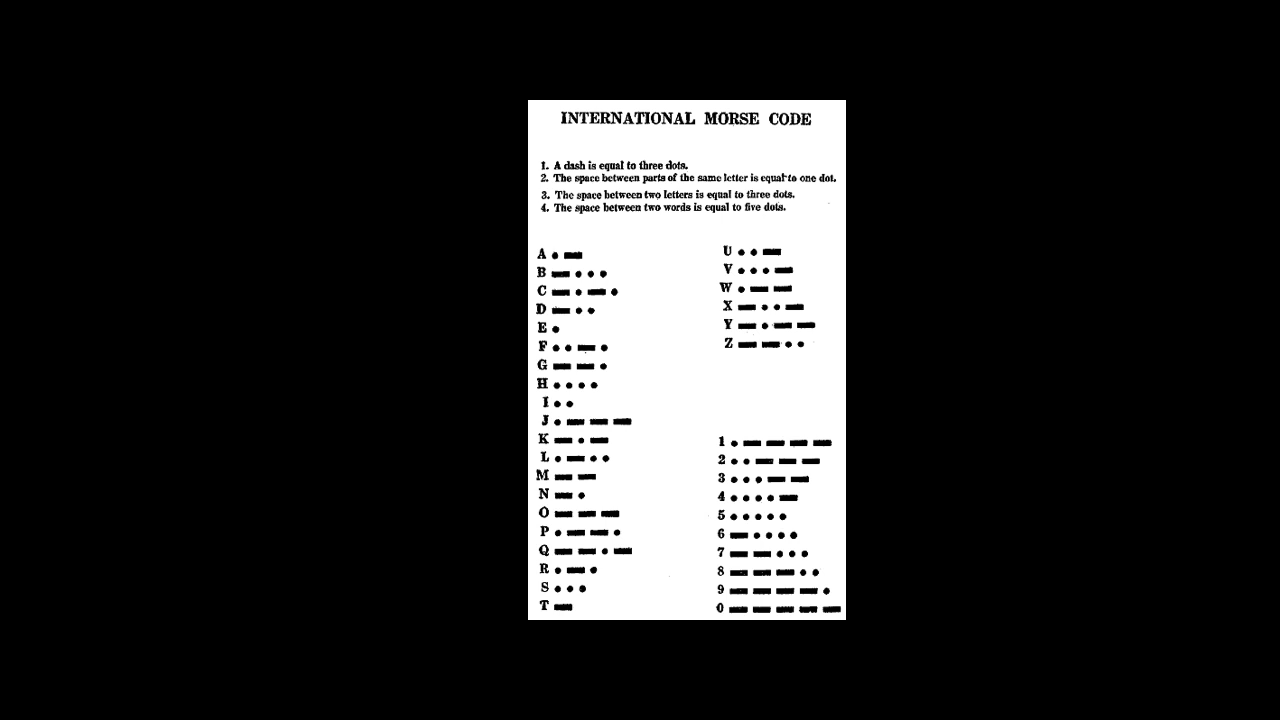 INTERNATIONAL MORSE CODE
1. A dash is equal to three dots.
2. The space between parts of the same letter is equal to one dot.
3. The space between two letters is equal to three dots.
4. The space between two words is equal to five dots.
A • —
B — • • •
C — • — •
D — • •
E •
F • • — •
G — — •
H • • • •
I • •
J • — — —
K — • —
L • — • •
M — —
N — •
O — — —
P • — — •
Q — — • —
R • — •
S • • •
T —
U • • —
V • • • —
W • — —
X — • • —
Y — • — —
Z — — • •
1 • — — — —
2 • • — — —
3 • • • — —
4 • • • • —
5 • • • • •
6 — • • • •
7 — — • • •
8 — — — • •
9 — — — — •
0 — — — — —